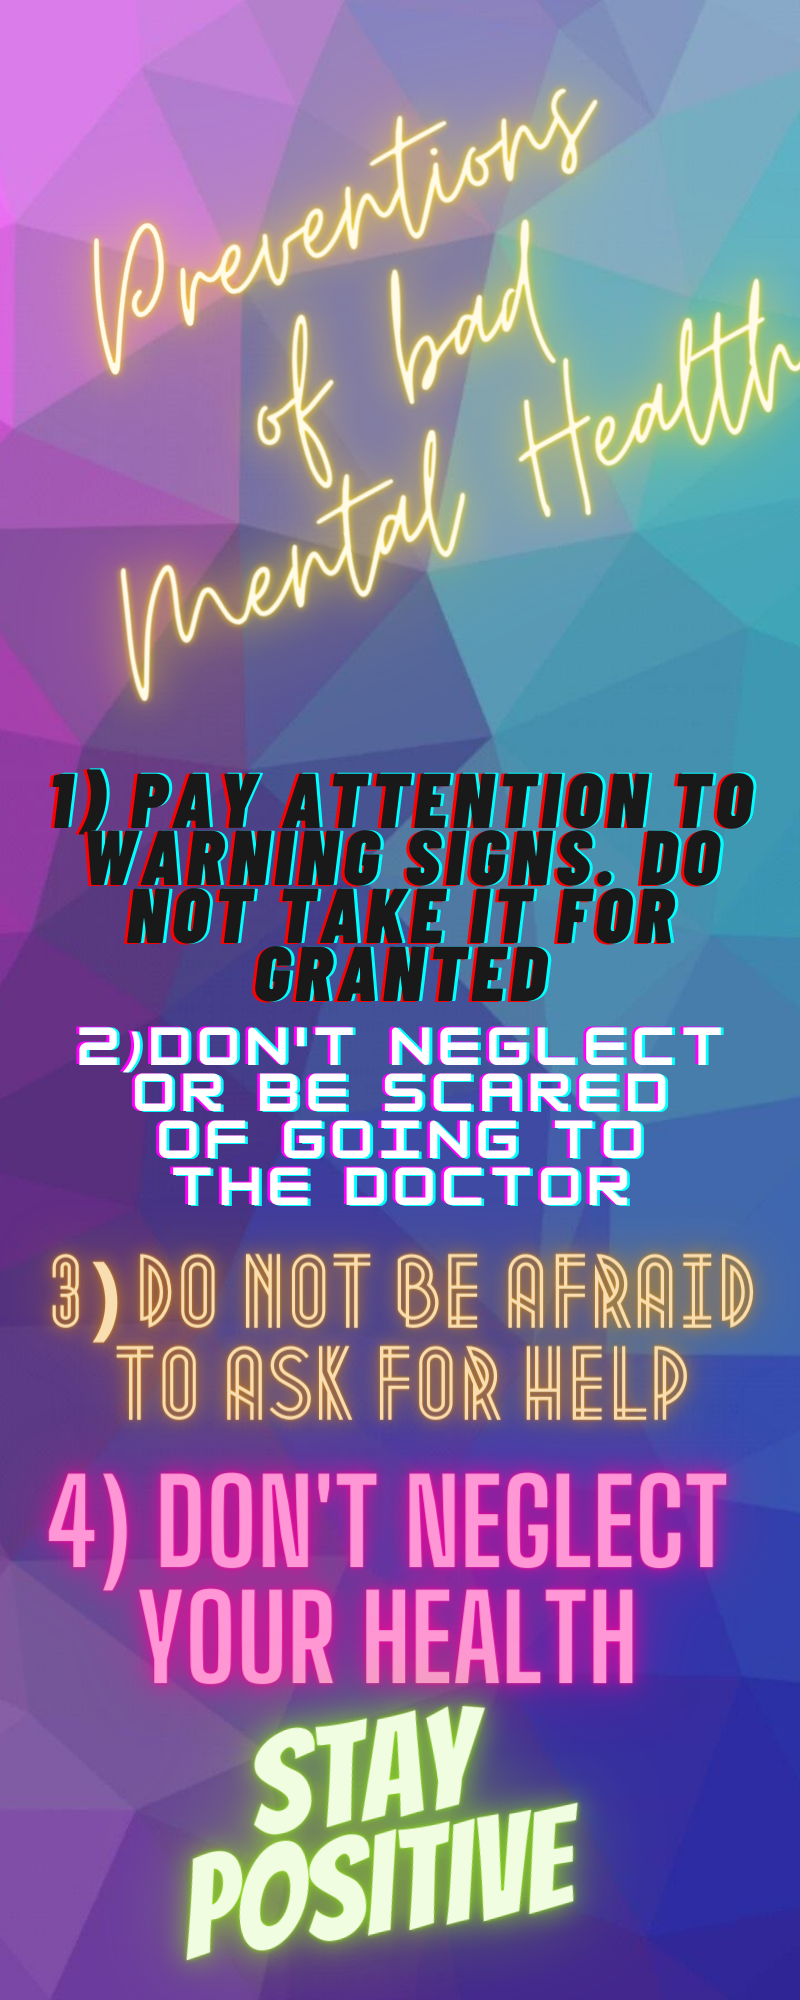 Preventions
of bad
Mental Health
1) PAY ATTENTION TO
WARNING SIGNS. DO
NOT TAKE IT FOR
GRANTED
2)DON'T NEGLECT
OR BE SCARED
OF GOING TO
THE DOCTOR
3) DO NOT BE AFRAID
TO ASK FOR HELP
4) DON'T NEGLECT
YOUR HEALTH
STAY
POSITIVE